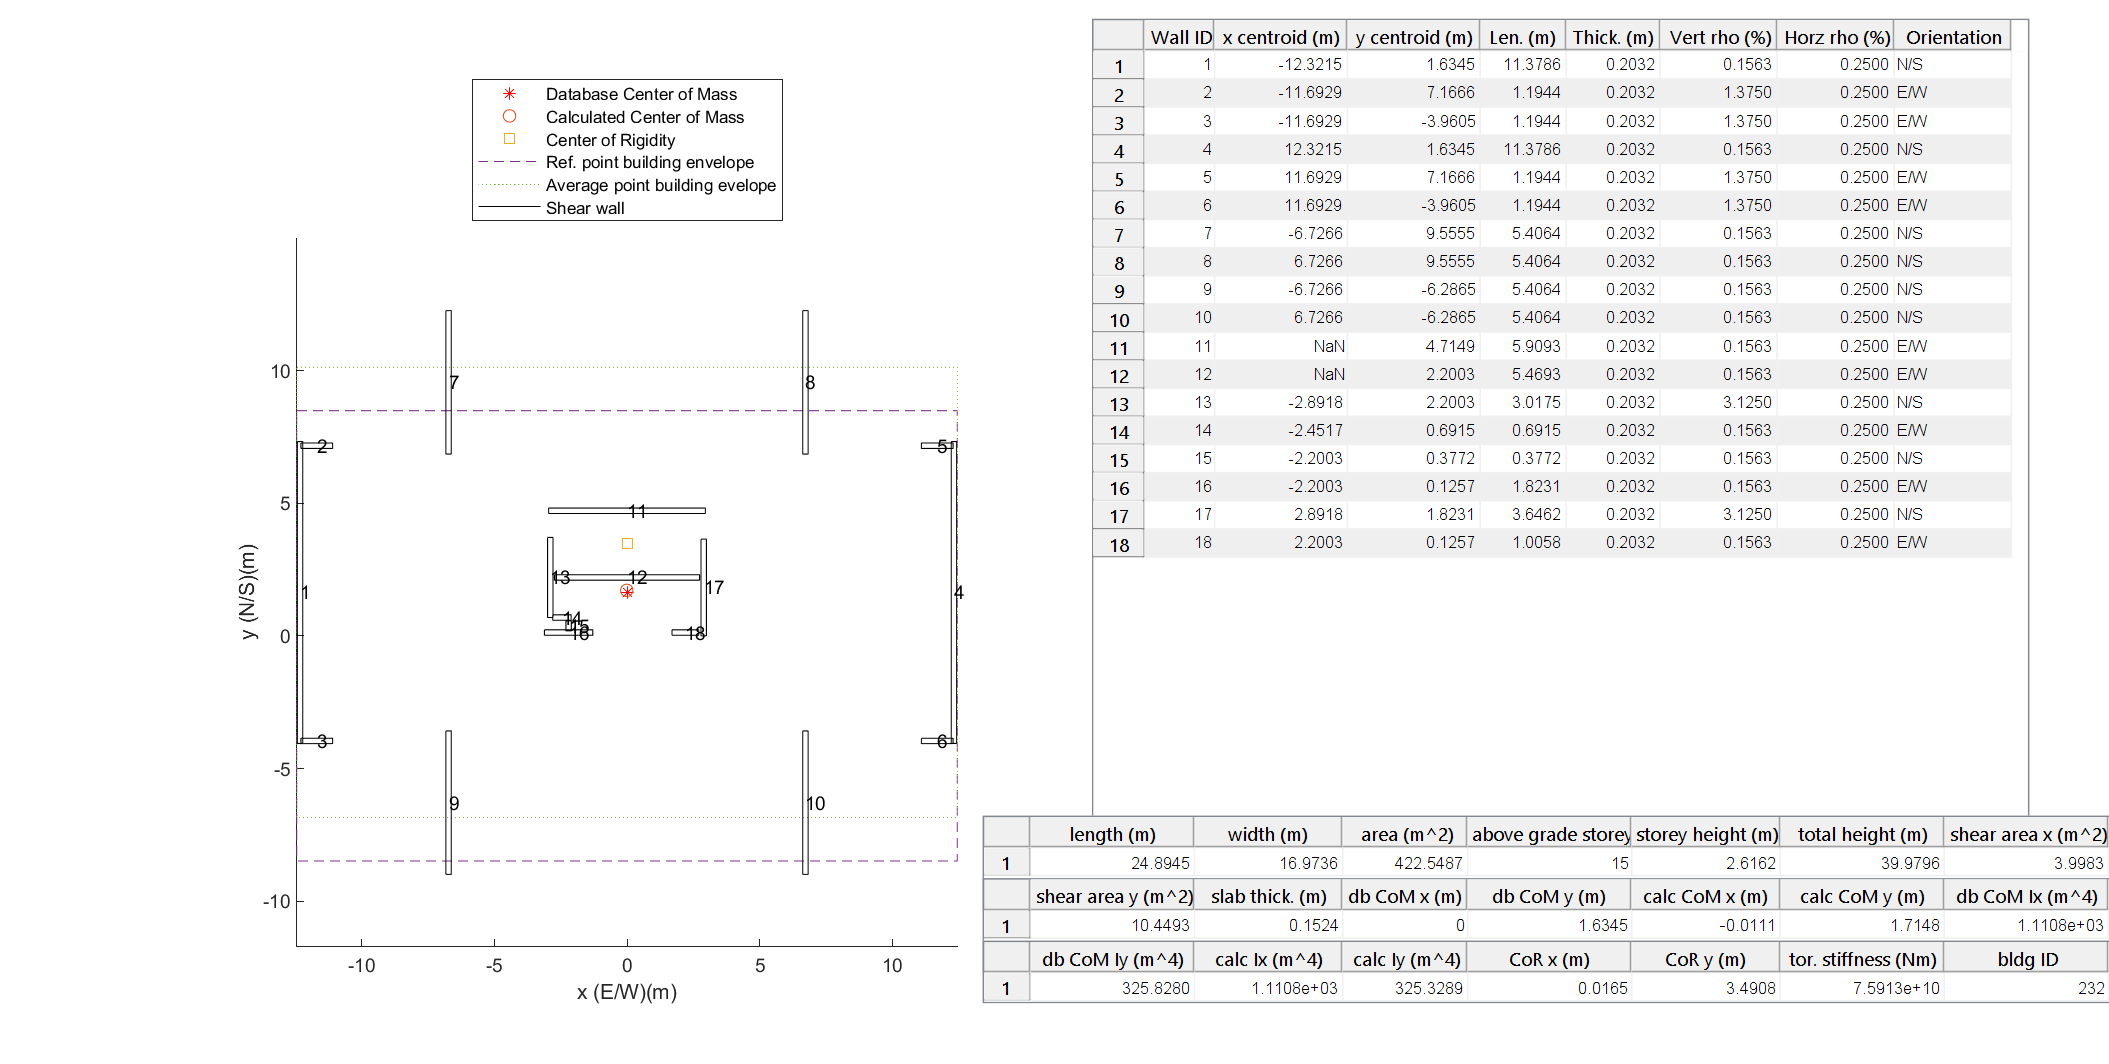 Database Center of Mass
Calculated Center of Mass
Center of Rigidity
Ref. point building envelope
Average point building evelope
Shear wall
10
5
0
-5
-10
y (N/S)(m)
-10 -5 0 5 10
x (E/W)(m)
7 8
2 5
11
13 12 17
1 4
14
15
16 18
3 6
9 10
Wall ID x centroid (m) y centroid (m) Len. (m) Thick. (m) Vert rho (%) Horz rho (%) Orientation
1 1 -12.3215 1.6345 11.3786 0.2032 0.1563 0.2500 N/S
2 2 -11.6929 7.1666 1.1944 0.2032 1.3750 0.2500 E/W
3 3 -11.6929 -3.9605 1.1944 0.2032 1.3750 0.2500 E/W
4 4 12.3215 1.6345 11.3786 0.2032 0.1563 0.2500 N/S
5 5 11.6929 7.1666 1.1944 0.2032 1.3750 0.2500 E/W
6 6 11.6929 -3.9605 1.1944 0.2032 1.3750 0.2500 E/W
7 7 -6.7266 9.5555 5.4064 0.2032 0.1563 0.2500 N/S
8 8 6.7266 9.5555 5.4064 0.2032 0.1563 0.2500 N/S
9 9 -6.7266 -6.2865 5.4064 0.2032 0.1563 0.2500 N/S
10 10 6.7266 -6.2865 5.4064 0.2032 0.1563 0.2500 N/S
11 11 NaN 4.7149 5.9093 0.2032 0.1563 0.2500 E/W
12 12 NaN 2.2003 5.4693 0.2032 0.1563 0.2500 E/W
13 13 -2.8918 2.2003 3.0175 0.2032 3.1250 0.2500 N/S
14 14 -2.4517 0.6915 0.6915 0.2032 0.1563 0.2500 E/W
15 15 -2.2003 0.3772 0.3772 0.2032 0.1563 0.2500 N/S
16 16 -2.2003 0.1257 1.8231 0.2032 0.1563 0.2500 E/W
17 17 2.8918 1.8231 3.6462 0.2032 3.1250 0.2500 N/S
18 18 2.2003 0.1257 1.0058 0.2032 0.1563 0.2500 E/W
length (m) width (m) area (m^2) above grade storey storey height (m) total height (m) shear area x (m^2)
1 24.8945 16.9736 422.5487 15 2.6162 39.9796 3.9983
shear area y (m^2) slab thick. (m) db CoM x (m) db CoM y (m) calc CoM x (m) calc CoM y (m) db CoM Ix (m^4)
1 10.4493 0.1524 0 1.6345 -0.0111 1.7148 1.1108e+03
db CoM Iy (m^4) calc Ix (m^4) calc Iy (m^4) CoR x (m) CoR y (m) tor. stiffness (Nm) bldg ID
1 325.8280 1.1108e+03 325.3289 0.0165 3.4908 7.5913e+10 232